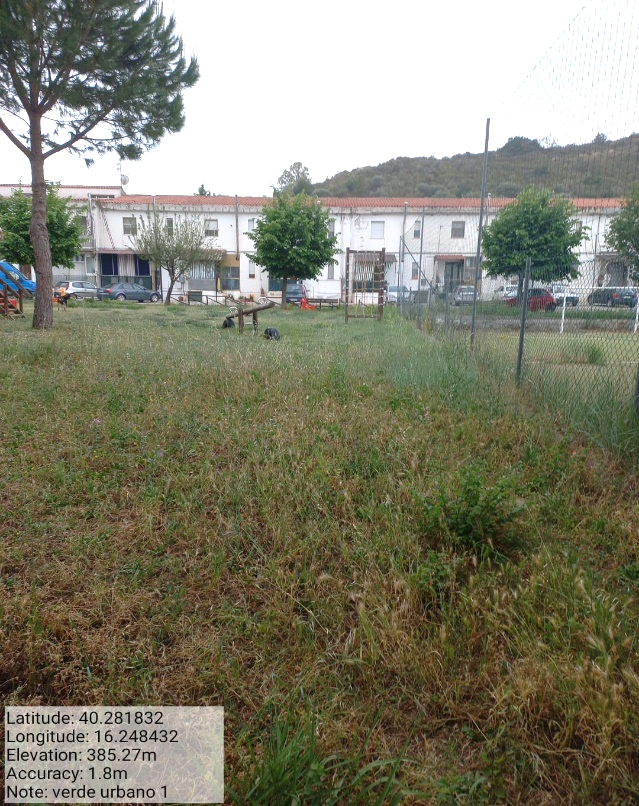 Latitude: 40.281832
Longitude: 16.248432
Elevation: 385.27m
Accuracy: 1.8m
Note: verde urbano 1